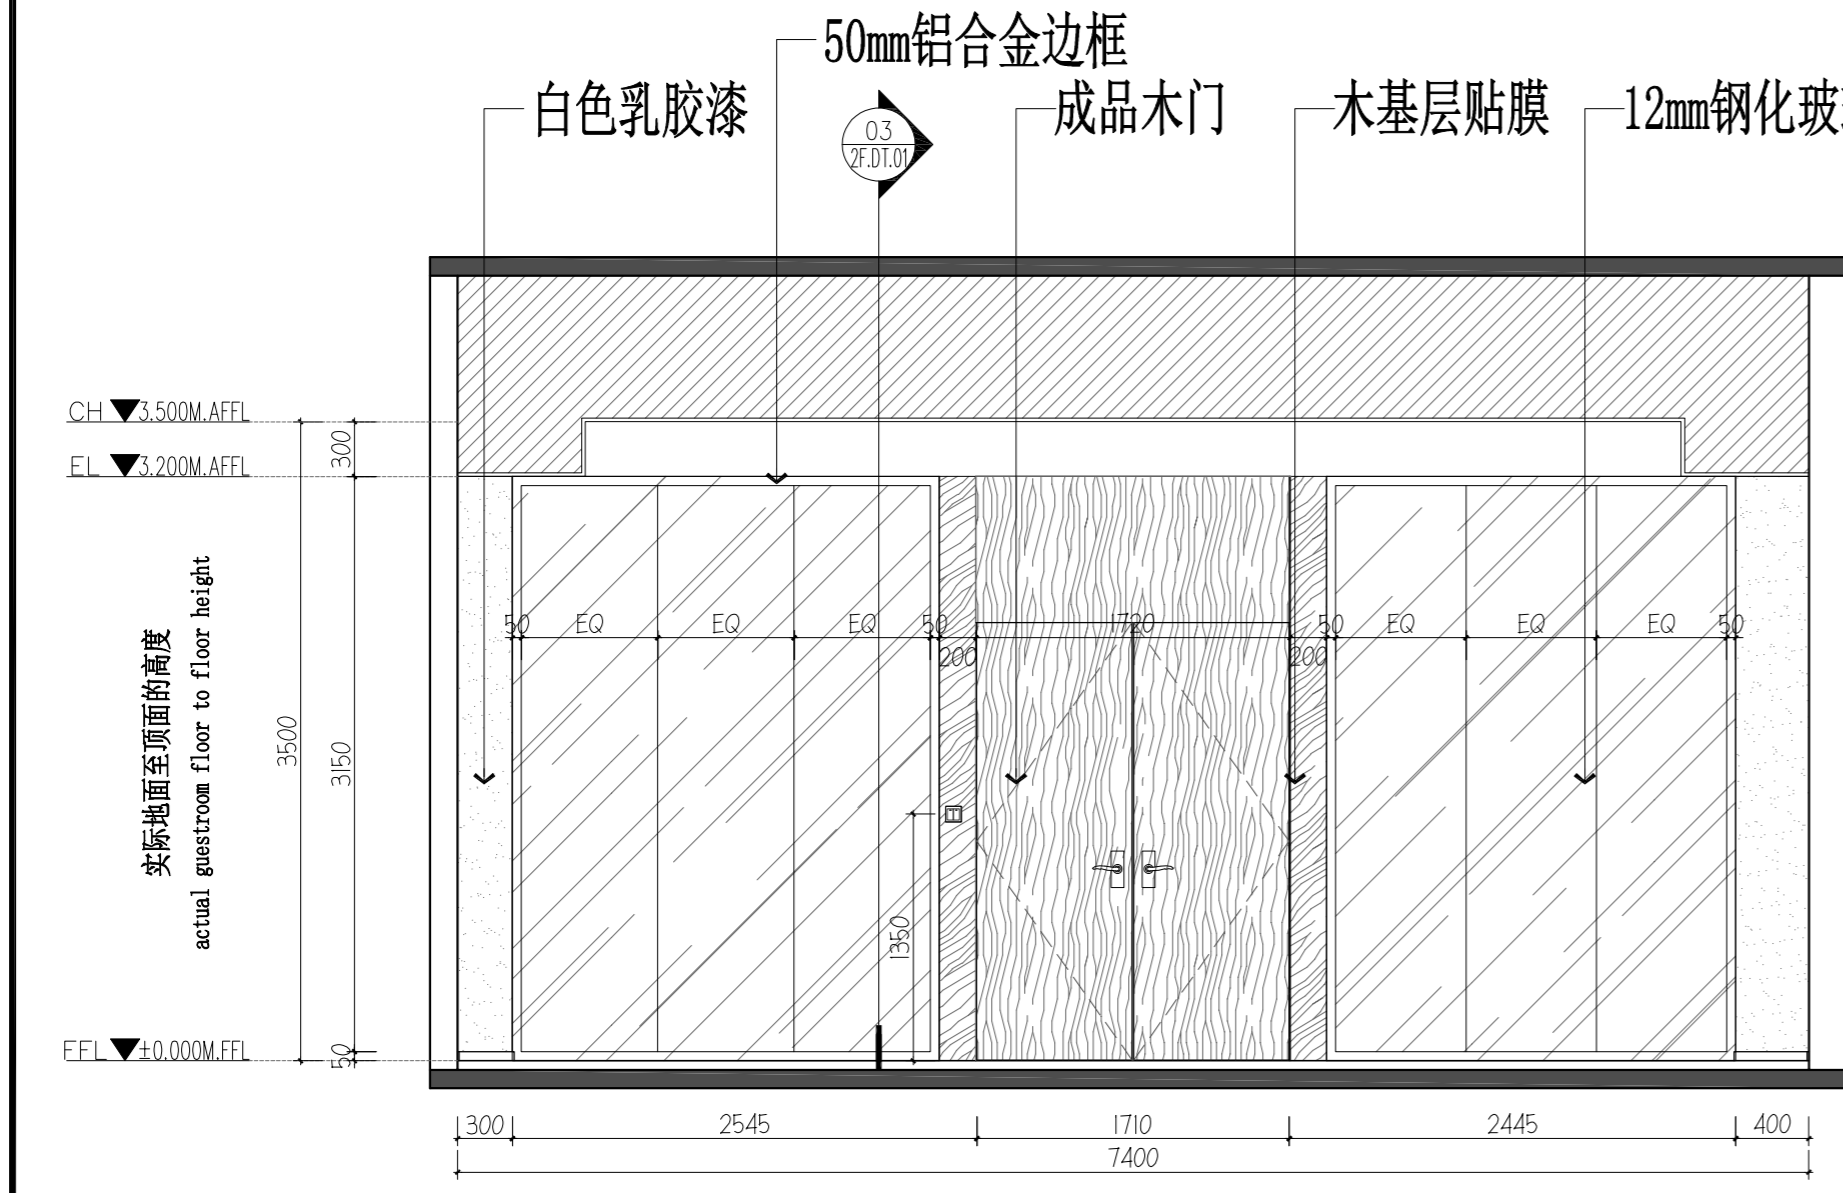 50mm铝合金边框
白色乳胶漆
成品木门
木基层贴膜
12mm钢化玻
03
2F.DT.01
CH
3.500M.AFFL
EL
3.200M.AFFL
300
实际地面至顶面的高度
actual guestroom floor to floor height
3500
3150
50 EQ EQ EQ 50 1720 50 EQ EQ EQ 50
200 200
1350
FFL
±0.000M.FFL
50
300 2545 1710 2445 400
7400